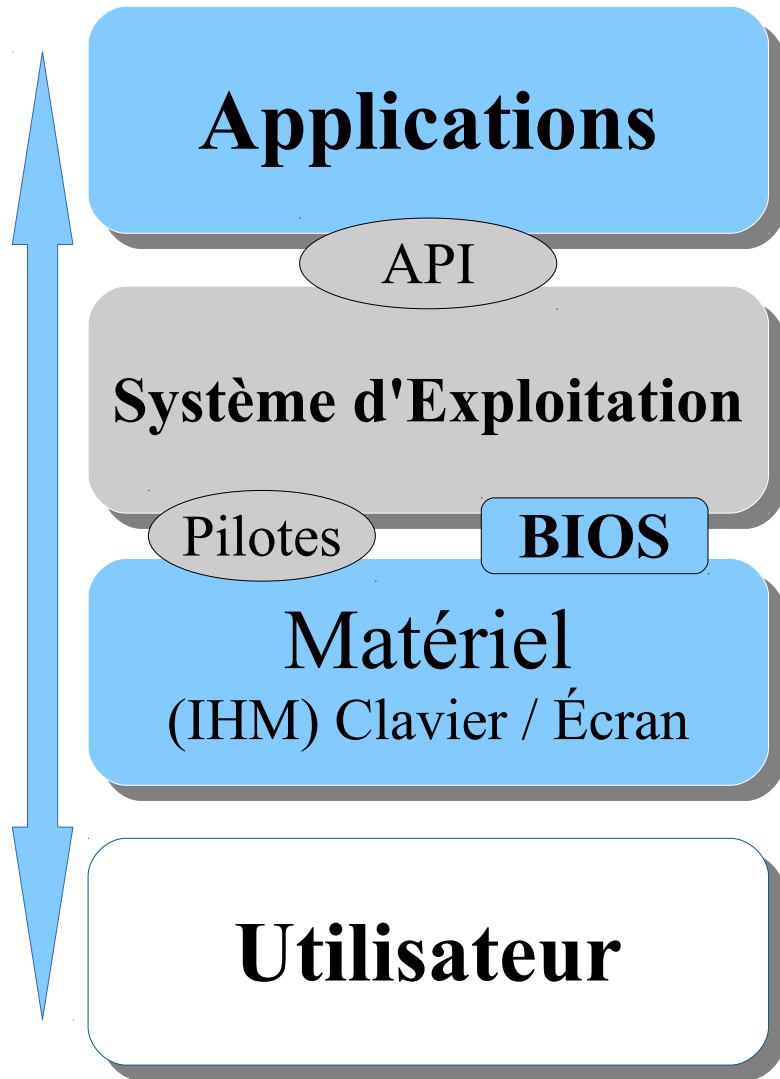 Applications
API
Système d'Exploitation
Pilotes
BIOS
Matériel
(IHM) Clavier / Écran
Utilisateur